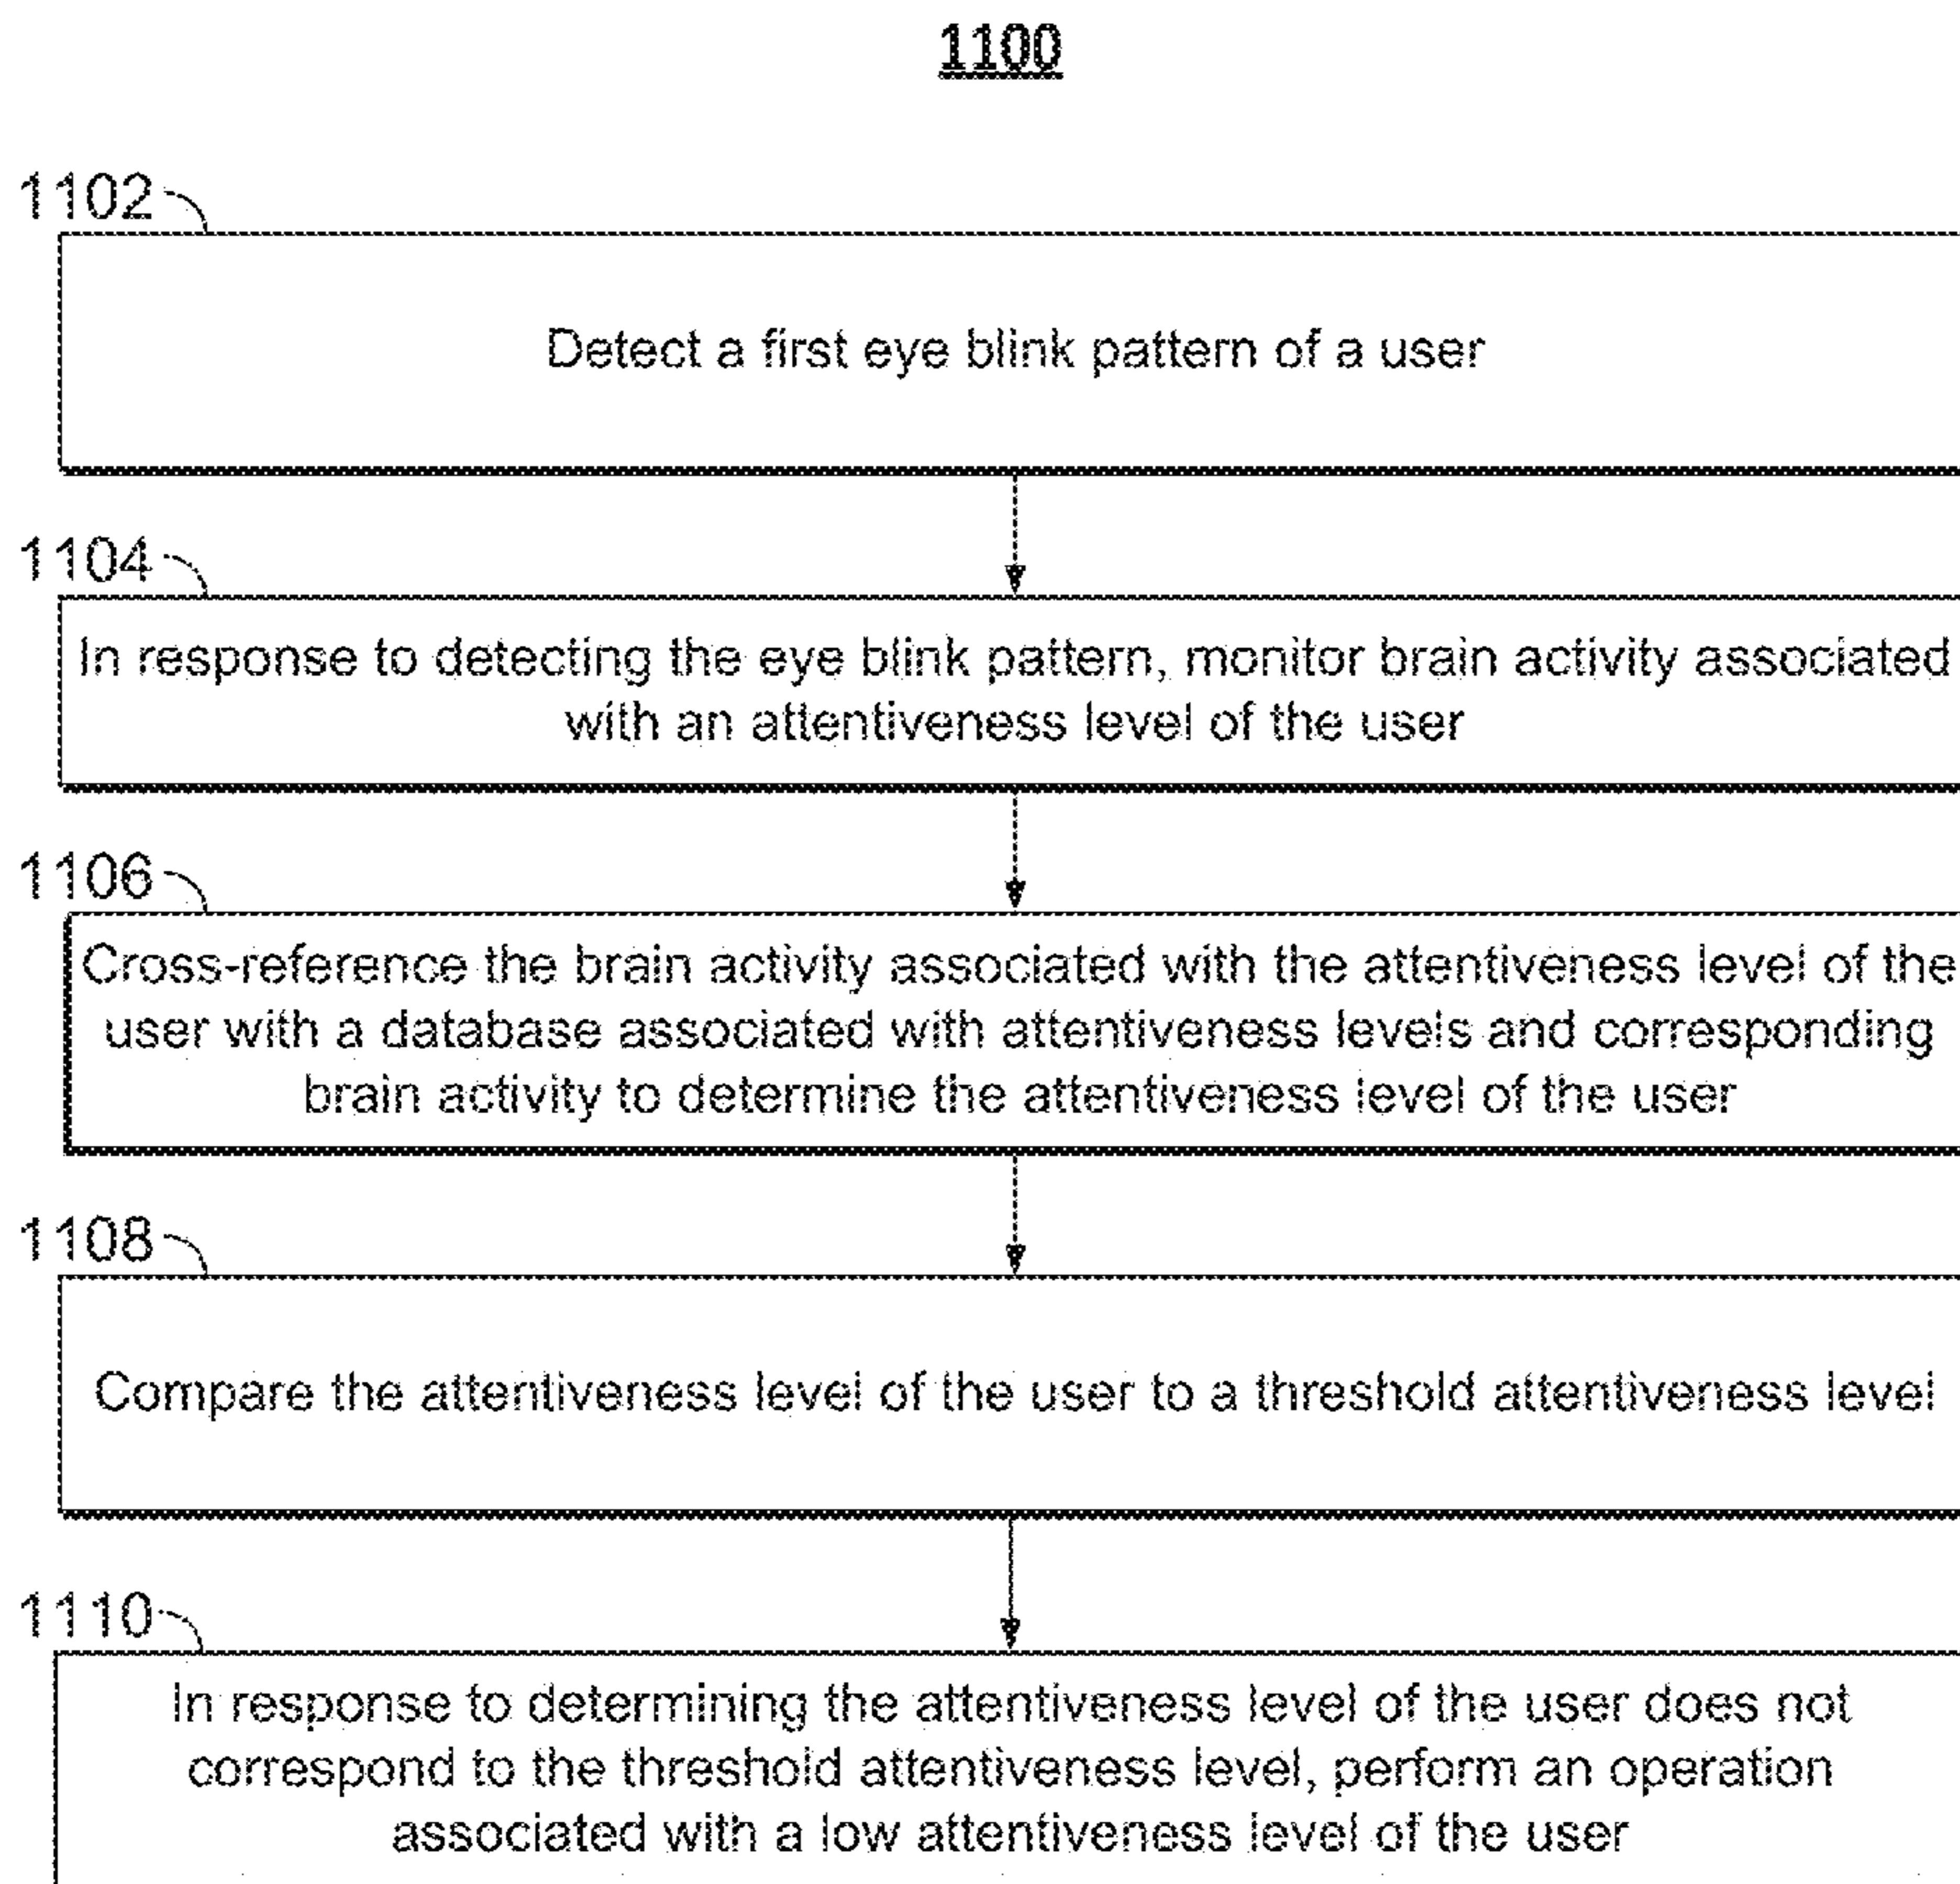 1100
1102
Detect a first eye blink pattern of a user
1104
In response to detecting the eye blink pattern, monitor brain activity associated
with an attentiveness level of the user
1106
Cross-reference the brain activity associated with the attentiveness level of the
user with a database associated with attentiveness levels and corresponding
brain activity to determine the attentiveness level of the user
1108
Compare the attentiveness level of the user to a threshold attentiveness level
1110
In response to determining the attentiveness level of the user does not
correspond to the threshold attentiveness level, perform an operation
associated with a low attentiveness level of the user